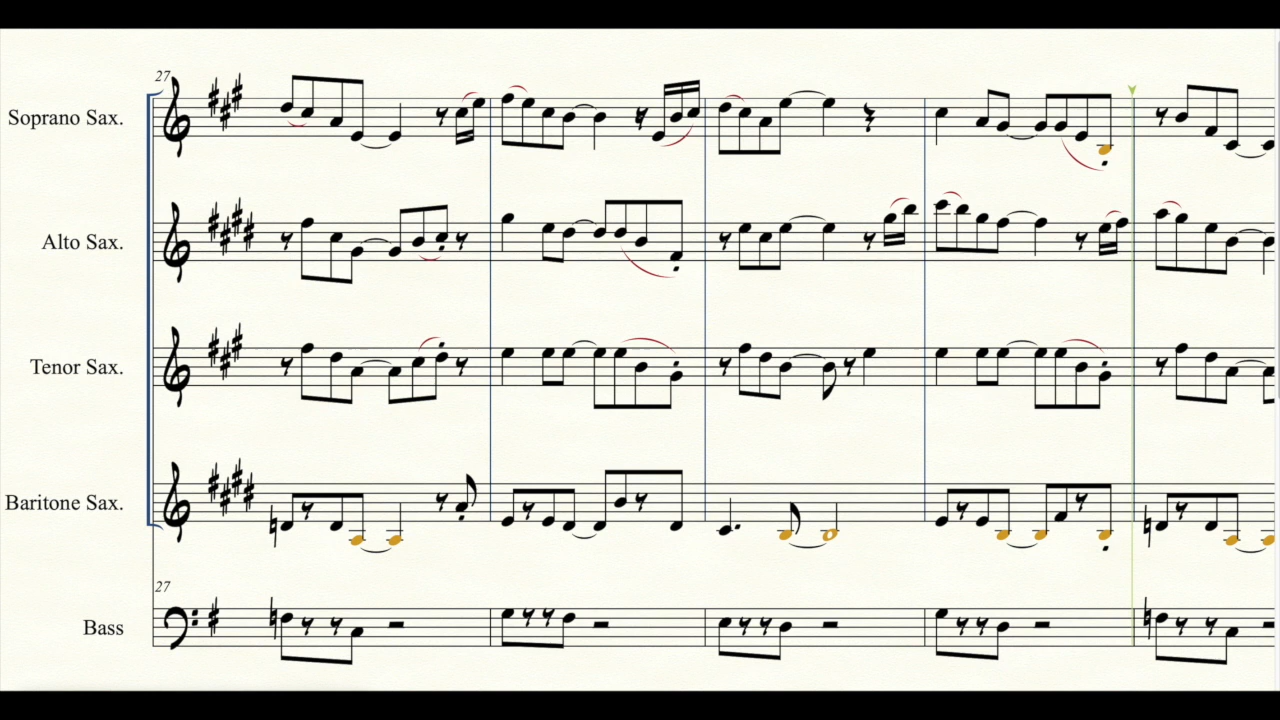 27
Soprano Sax.
Alto Sax.
Tenor Sax.
Baritone Sax.
27
Bass